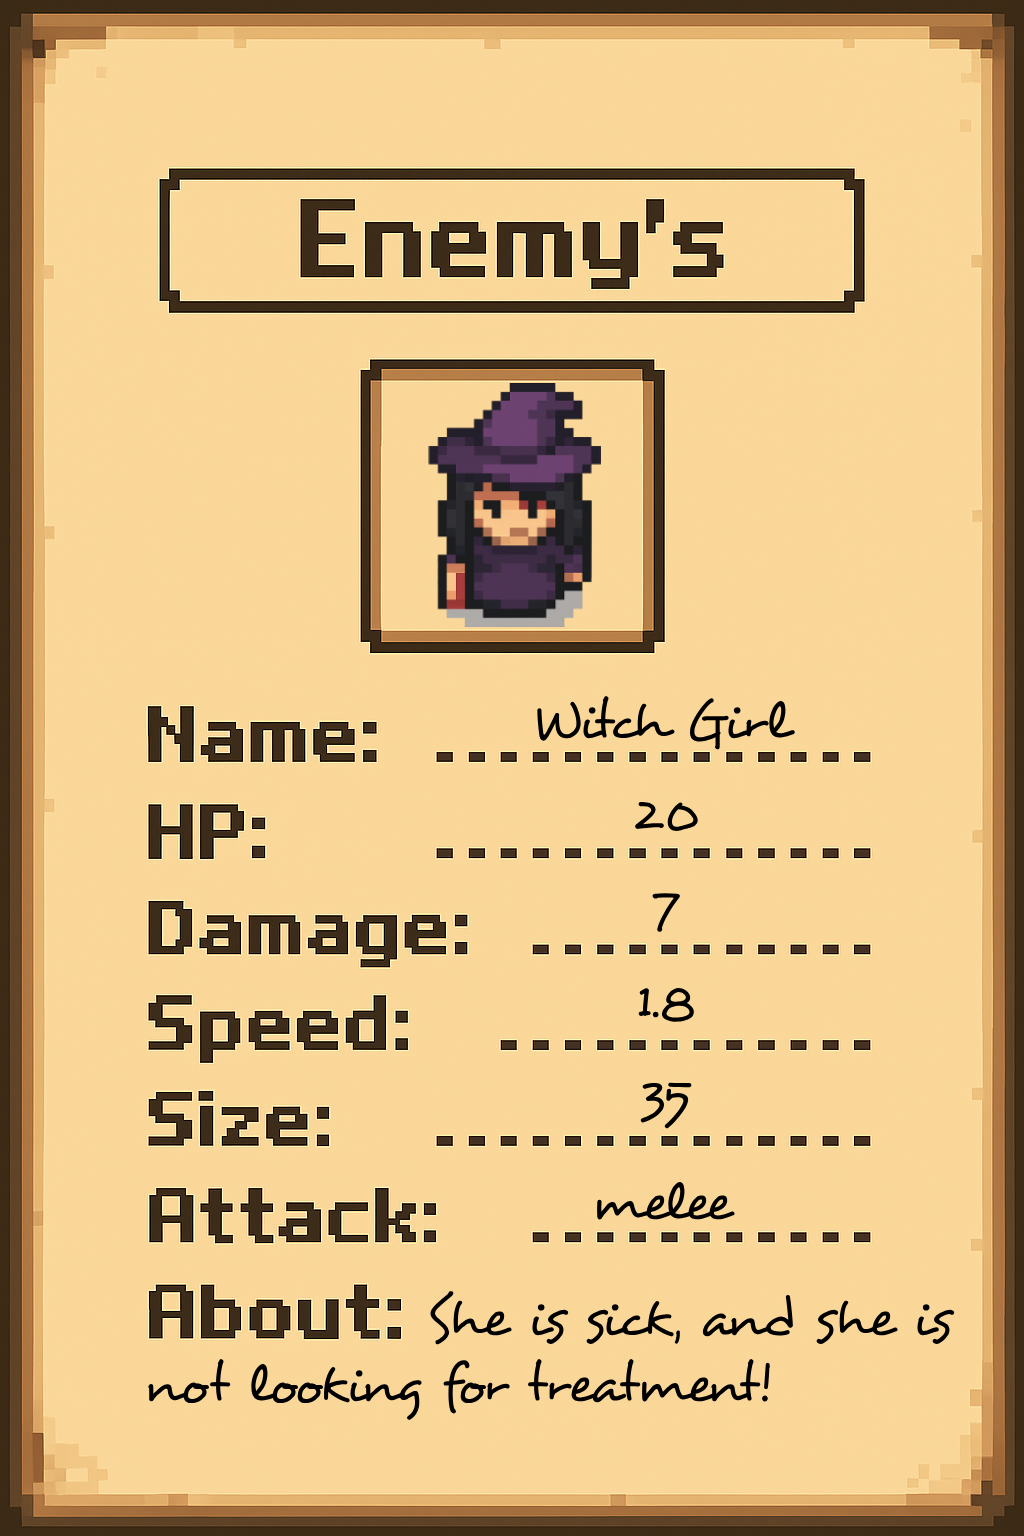 Enemy's
Name: Witch Girl
HP: 20
Damage: 7
Speed: 1.8
Size: 35
Attack: melee
About: She is sick, and she is
not looking for treatment!